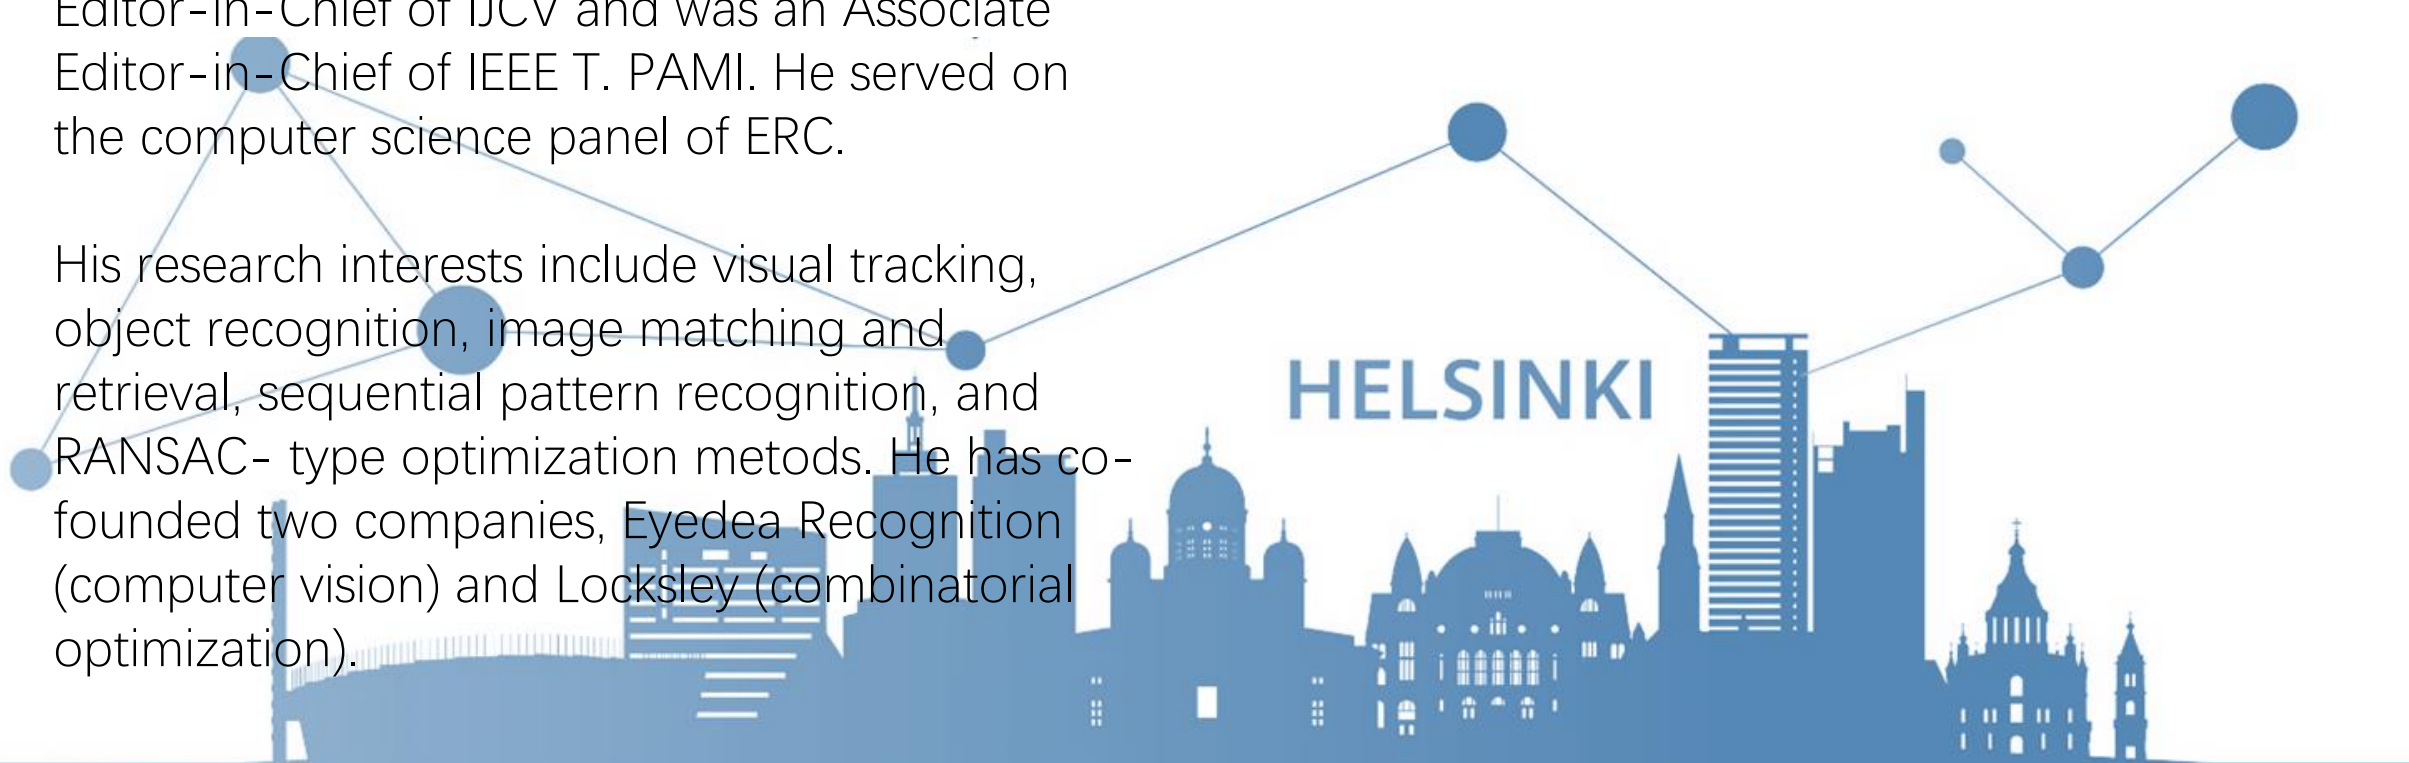 Editor-in-Chief of IJCV and was an Associate
Editor-in-Chief of IEEE T. PAMI. He served on
the computer science panel of ERC.
His research interests include visual tracking,
object recognition, image matching and
retrieval, sequential pattern recognition, and
RANSAC- type optimization metods. He has co-
founded two companies, Eyedea Recognition
(computer vision) and Locksley (combinatorial
optimization).
HELSINKI